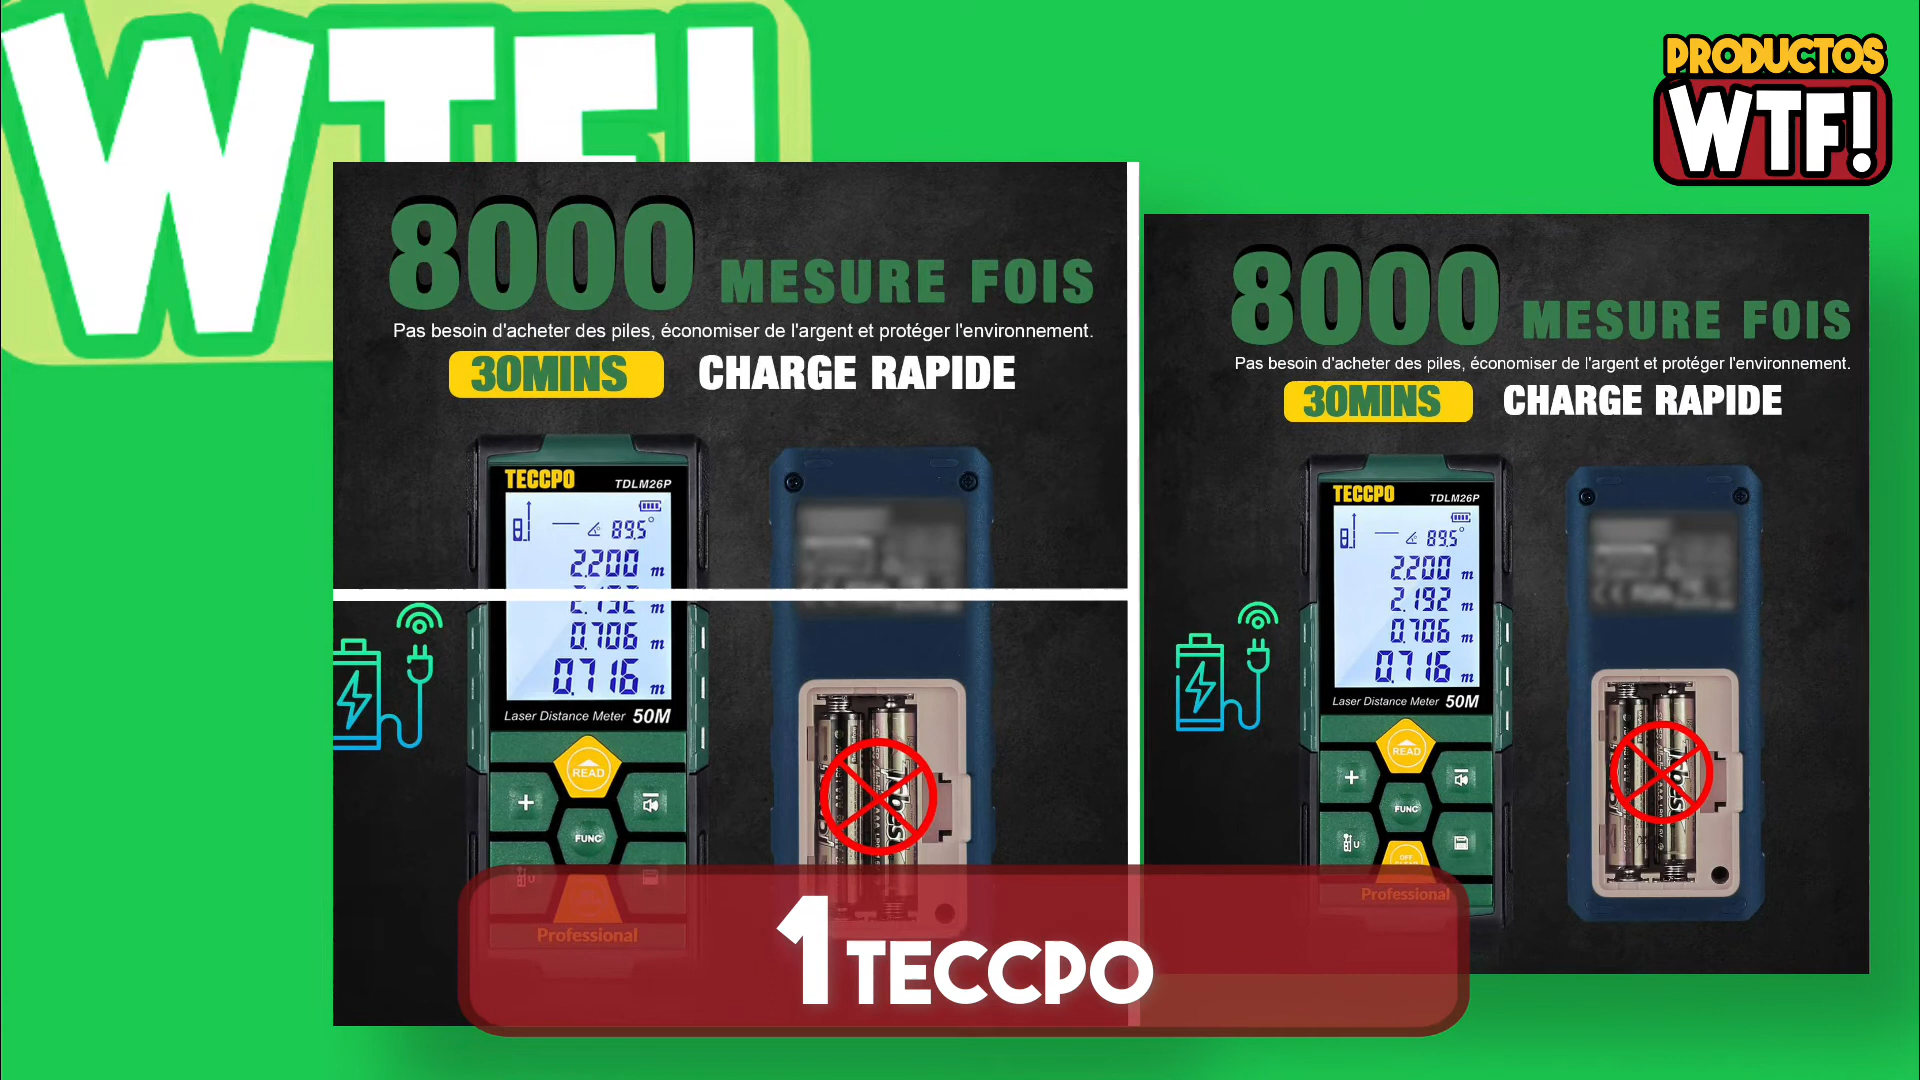 WTF!
PRODUCTOS
WTF!
8000 MESURE FOIS
Pas besoin d'acheter des piles, économiser de l'argent et protéger l'environnement.
30MINS CHARGE RAPIDE
TECCPO
TDLM26P
89.5°
2.200 m
2.192 m
0.706 m
0.716 m
Laser Distance Meter 50M
READ
+
FUNC
U
Professional
8000 MESURE FOIS
Pas besoin d'acheter des piles, économiser de l'argent et protéger l'environnement.
30MINS CHARGE RAPIDE
TECCPO
TDLM26P
89.5°
2.200 m
2.192 m
0.706 m
0.716 m
Laser Distance Meter 50M
READ
+
FUNC
U
OFF
Professional
1 TECCPO